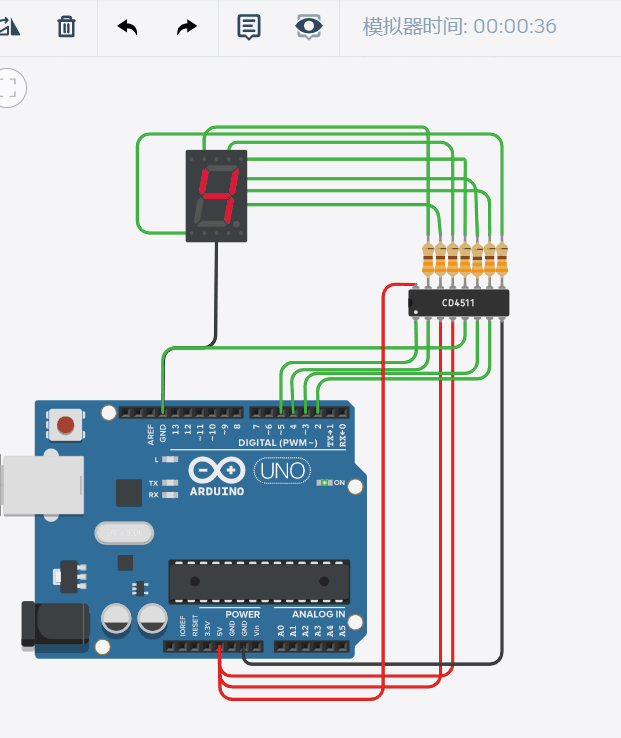 模拟器时间: 00:00:36
4
CD4511
AREF
GND
13
12
~11
~10
~9
8
7
~6
~5
4
~3
2
TX→1
RX←0
DIGITAL (PWM~)
L
TX
RX
ARDUINO
UNO
ON
POWER
ANALOG IN
IOREF
RESET
3.3V
5V
GND
GND
Vin
A0
A1
A2
A3
A4
A5